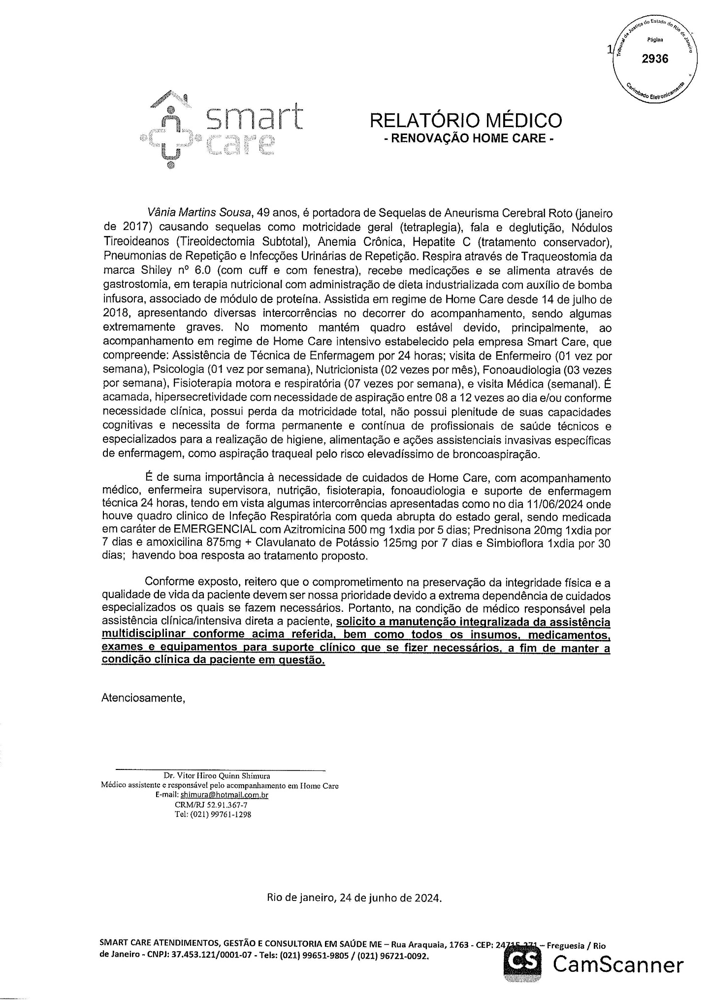 Tribunal de Justiça do Estado do Rio de Janeiro
Página
1
2936
Carimbado Eletronicamente
smart
care
RELATÓRIO MÉDICO
- RENOVAÇÃO HOME CARE -
Vânia Martins Sousa, 49 anos, é portadora de Sequelas de Aneurisma Cerebral Roto (janeiro
de 2017) causando sequelas como motricidade geral (tetraplegia), fala e deglutição, Nódulos
Tireoideanos (Tireoidectomia Subtotal), Anemia Crônica, Hepatite C (tratamento conservador),
Pneumonias de Repetição e Infecções Urinárias de Repetição. Respira através de Traqueostomia da
marca Shiley nº 6.0 (com cuff e com fenestra), recebe medicações e se alimenta através de
gastrostomia, em terapia nutricional com administração de dieta industrializada com auxílio de bomba
infusora, associado de módulo de proteína. Assistida em regime de Home Care desde 14 de julho de
2018, apresentando diversas intercorrências no decorrer do acompanhamento, sendo algumas
extremamente graves. No momento mantém quadro estável devido, principalmente, ao
acompanhamento em regime de Home Care intensivo estabelecido pela empresa Smart Care, que
compreende: Assistência de Técnica de Enfermagem por 24 horas; visita de Enfermeiro (01 vez por
semana), Psicologia (01 vez por semana), Nutricionista (02 vezes por mês), Fonoaudiologia (03 vezes
por semana), Fisioterapia motora e respiratória (07 vezes por semana), e visita Médica (semanal). É
acamada, hipersecretividade com necessidade de aspiração entre 08 a 12 vezes ao dia e/ou conforme
necessidade clínica, possui perda da motricidade total, não possui plenitude de suas capacidades
cognitivas e necessita de forma permanente e contínua de profissionais de saúde técnicos e
especializados para a realização de higiene, alimentação e ações assistenciais invasivas específicas
de enfermagem, como aspiração traqueal pelo risco elevadíssimo de broncoaspiração.
É de suma importância à necessidade de cuidados de Home Care, com acompanhamento
médico, enfermeira supervisora, nutrição, fisioterapia, fonoaudiologia e suporte de enfermagem
técnica 24 horas, tendo em vista algumas intercorrências apresentadas como no dia 11/06/2024 onde
houve quadro clinico de Infeção Respiratória com queda abrupta do estado geral, sendo medicada
em caráter de EMERGENCIAL com Azitromicina 500 mg 1xdia por 5 dias; Prednisona 20mg 1xdia por
7 dias e amoxicilina 875mg + Clavulanato de Potássio 125mg por 7 dias e Simbioflora 1xdia por 30
dias; havendo boa resposta ao tratamento proposto.
Conforme exposto, reitero que o comprometimento na preservação da integridade física e a
qualidade de vida da paciente devem ser nossa prioridade devido a extrema dependência de cuidados
especializados os quais se fazem necessários. Portanto, na condição de médico responsável pela
assistência clínica/intensiva direta a paciente, solicito a manutenção integralizada da assistência
multidisciplinar conforme acima referida, bem como todos os insumos, medicamentos,
exames e equipamentos para suporte clínico que se fizer necessários, a fim de manter a
condição clínica da paciente em questão.
Atenciosamente,
Dr. Vitor Hiroo Quinn Shimura
Médico assistente e responsável pelo acompanhamento em Home Care
E-mail: shimura@hotmail.com.br
CRM/RJ 52.91.367-7
Tel: (021) 99761-1298
Rio de janeiro, 24 de junho de 2024.
SMART CARE ATENDIMENTOS, GESTÃO E CONSULTORIA EM SAÚDE ME – Rua Araquaia, 1763 - CEP: – Freguesia / Rio
de Janeiro - CNPJ: 37.453.121/0001-07 - Tels: (021) 99651-9805 / (021) 96721-0092.
CS CamScanner